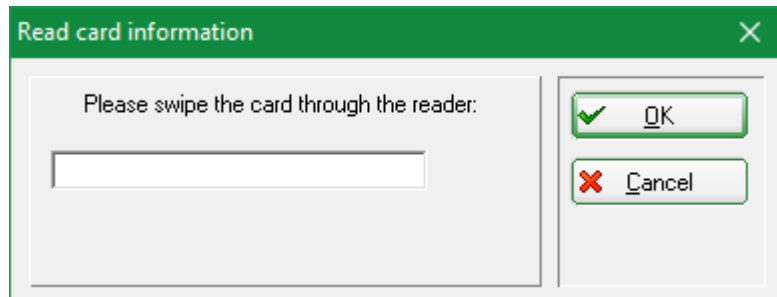 Read card information
Please swipe the card through the reader:
OK
Cancel